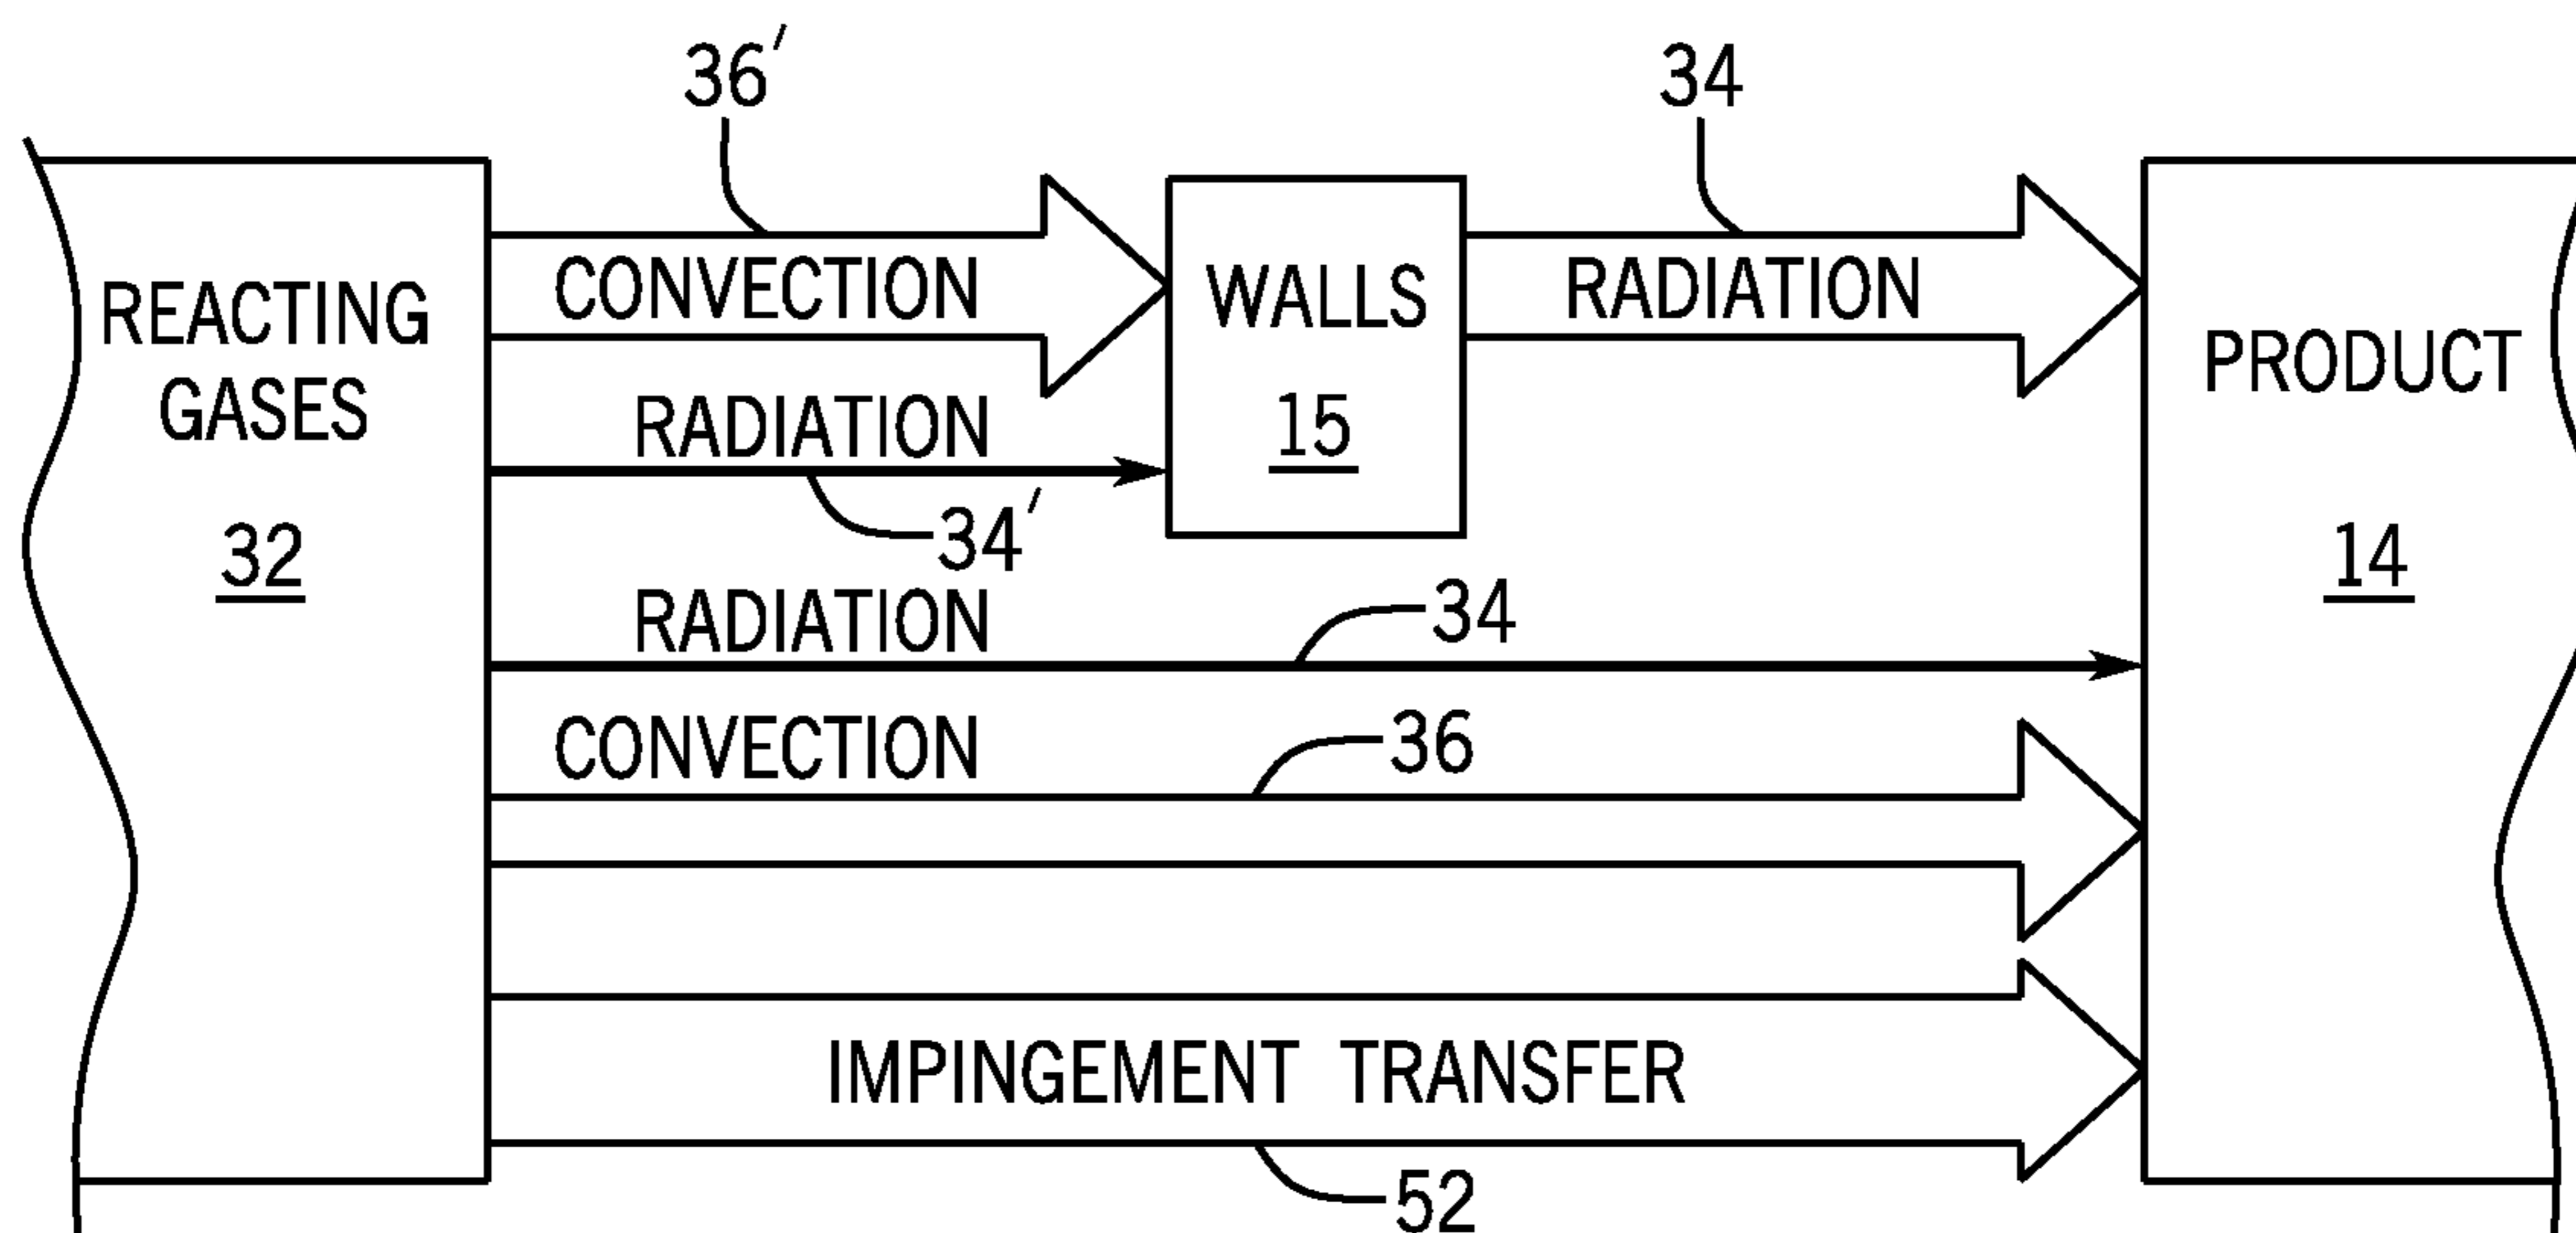 36′
34
CONVECTION
RADIATION
REACTING
GASES
32
WALLS
15
PRODUCT
14
RADIATION
34′
RADIATION
34
CONVECTION
36
IMPINGEMENT TRANSFER
52